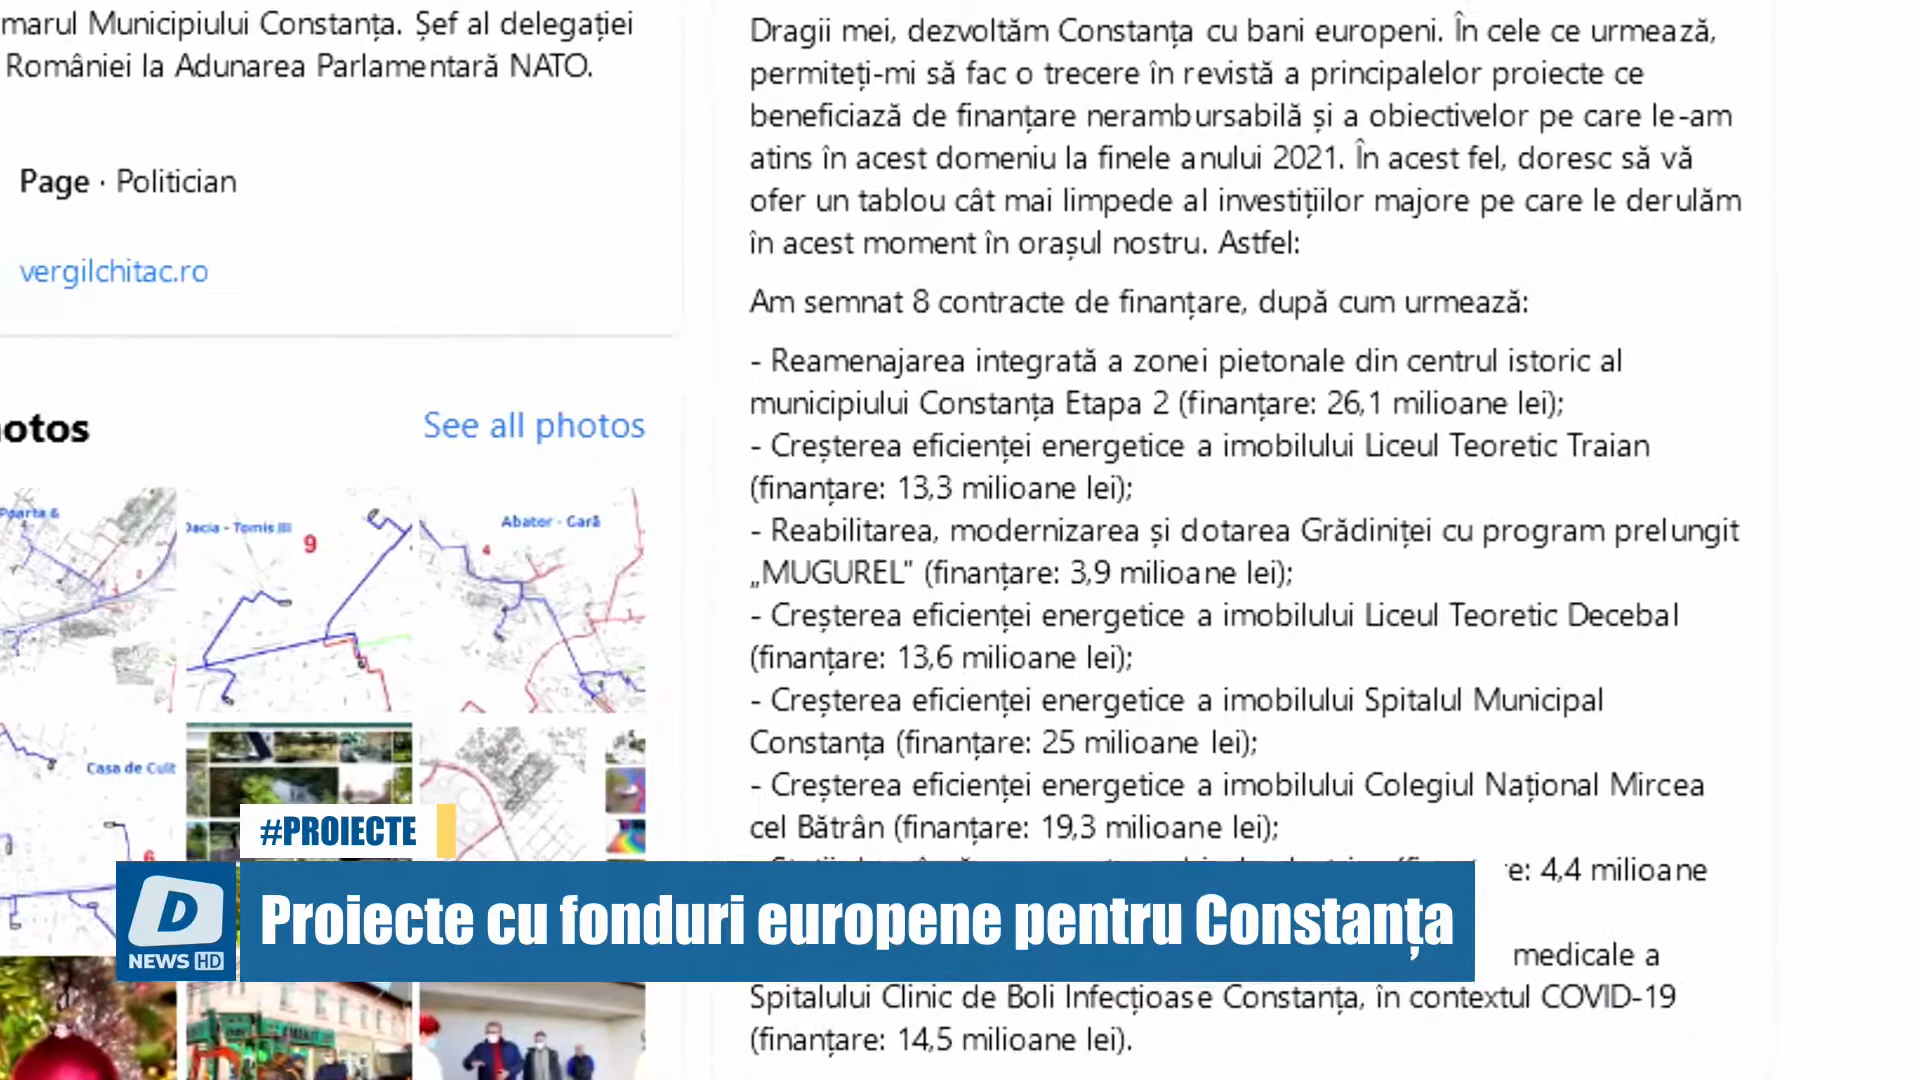 marul Municipiului Constanța. Șef al delegației
României la Adunarea Parlamentară NATO.
Page · Politician
vergilchitac.ro
otos
See all photos
Poarta 6
Dacia - Tomis III
9
Abator - Gară
4
Casa de Cult
6
Dragii mei, dezvoltăm Constanța cu bani europeni. În cele ce urmează,
permiteți-mi să fac o trecere în revistă a principalelor proiecte ce
beneficiază de finanțare nerambursabilă și a obiectivelor pe care le-am
atins în acest domeniu la finele anului 2021. În acest fel, doresc să vă
ofer un tablou cât mai limpede al investițiilor majore pe care le derulăm
în acest moment în orașul nostru. Astfel:
Am semnat 8 contracte de finanțare, după cum urmează:
- Reamenajarea integrată a zonei pietonale din centrul istoric al
municipiului Constanța Etapa 2 (finanțare: 26,1 milioane lei);
- Creșterea eficienței energetice a imobilului Liceul Teoretic Traian
(finanțare: 13,3 milioane lei);
- Reabilitarea, modernizarea și dotarea Grădiniței cu program prelungit
„MUGUREL” (finanțare: 3,9 milioane lei);
- Creșterea eficienței energetice a imobilului Liceul Teoretic Decebal
(finanțare: 13,6 milioane lei);
- Creșterea eficienței energetice a imobilului Spitalul Municipal
Constanța (finanțare: 25 milioane lei);
- Creșterea eficienței energetice a imobilului Colegiul Național Mircea
cel Bătrân (finanțare: 19,3 milioane lei);
e: 4,4 milioane
medicale a
Spitalului Clinic de Boli Infecțioase Constanța, în contextul COVID-19
(finanțare: 14,5 milioane lei).
#PROIECTE
D
NEWS HD
Proiecte cu fonduri europene pentru Constanța